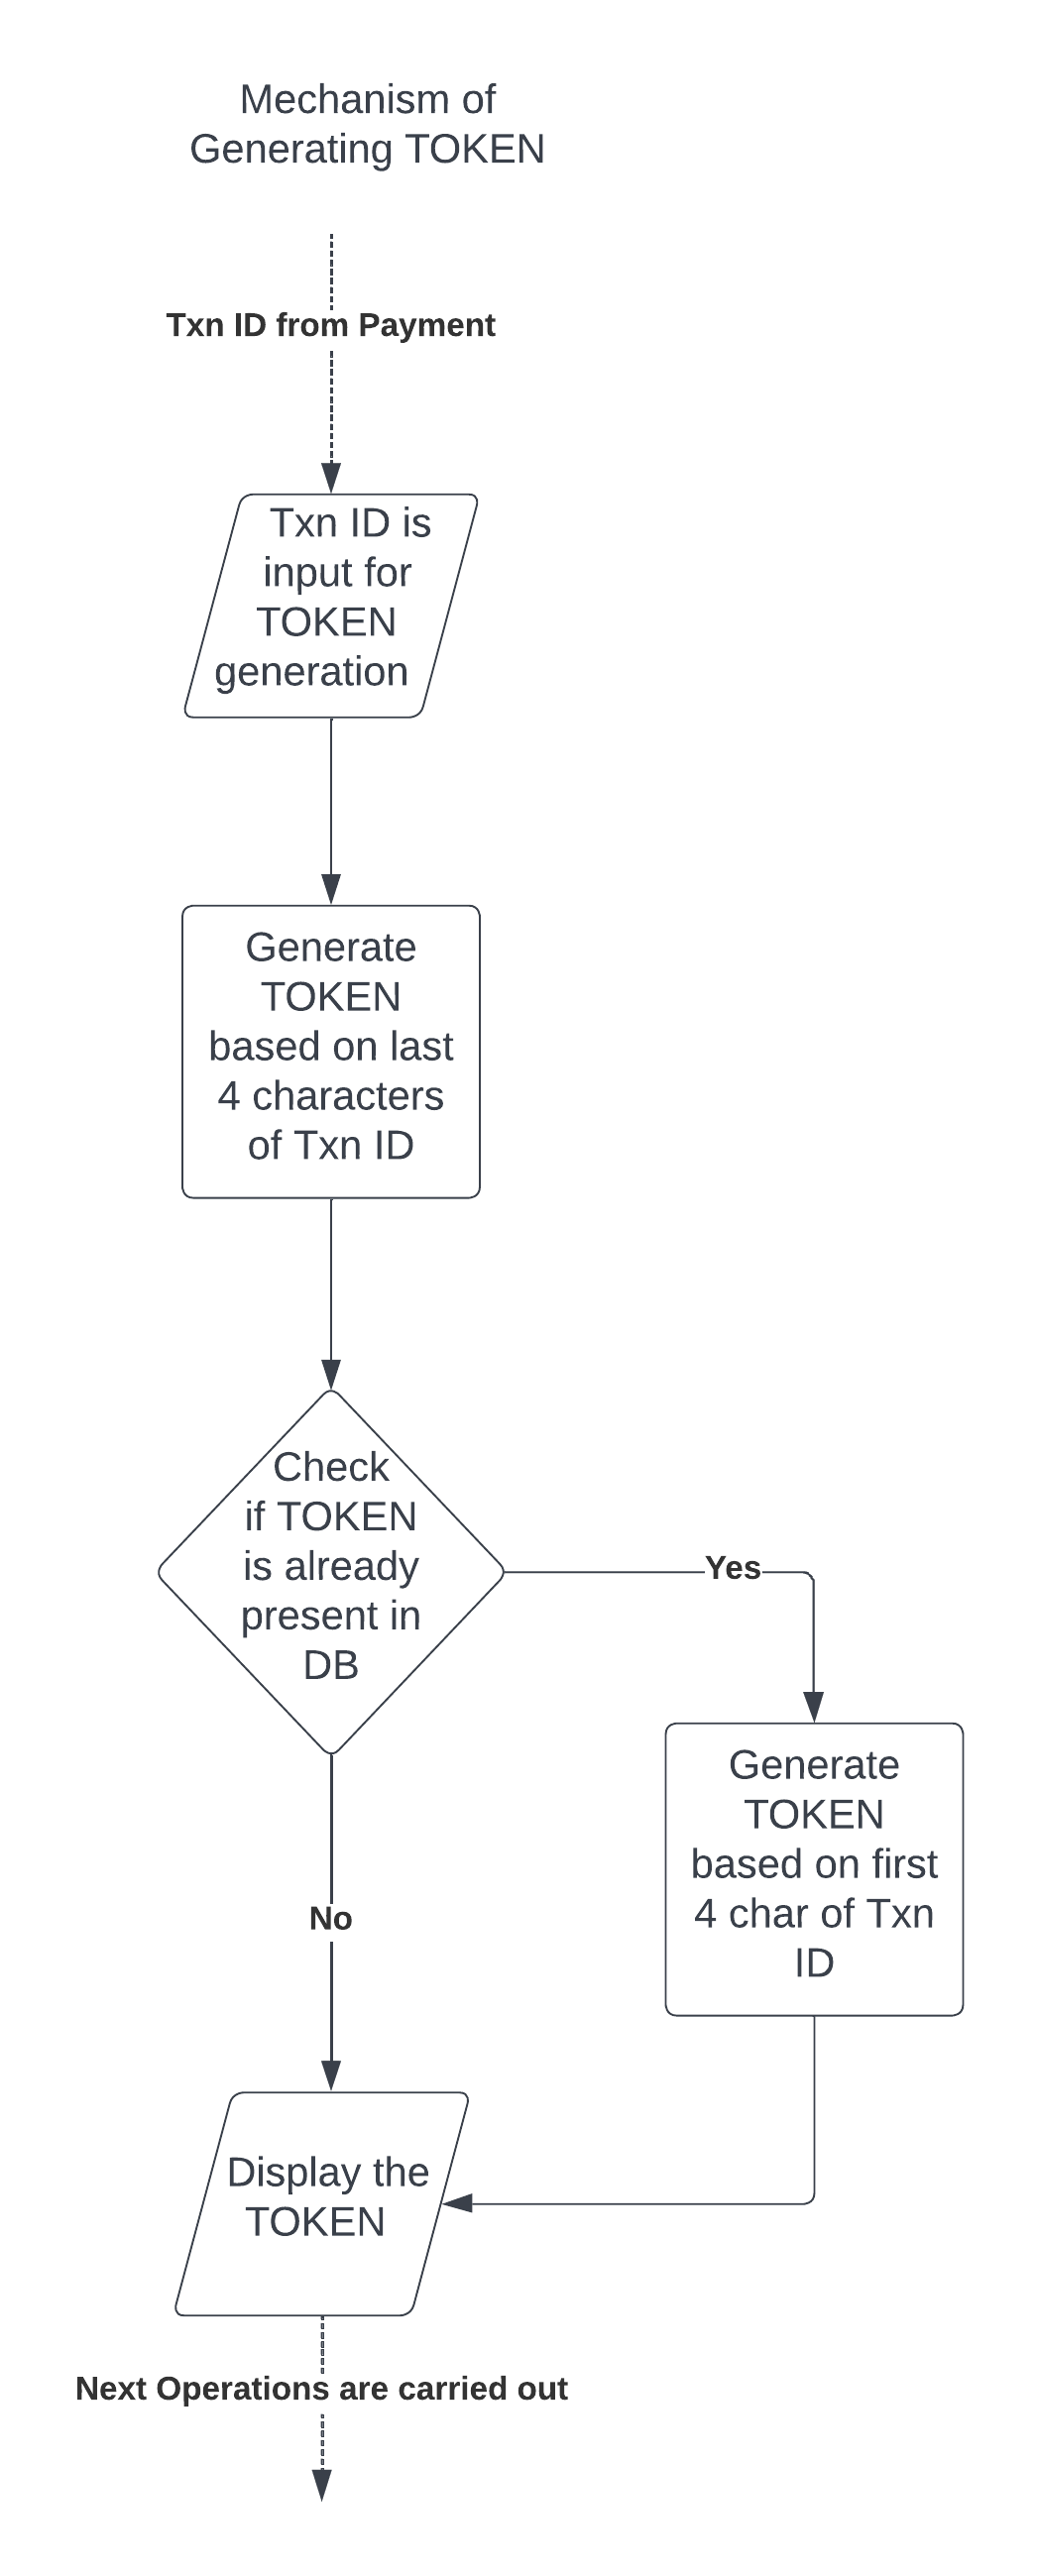 Mechanism of
Generating TOKEN
Txn ID from Payment
Txn ID is
input for
TOKEN
generation
Generate
TOKEN
based on last
4 characters
of Txn ID
Check
if TOKEN
is already
present in
DB
Yes
Generate
TOKEN
based on first
4 char of Txn
ID
No
Display the
TOKEN
Next Operations are carried out